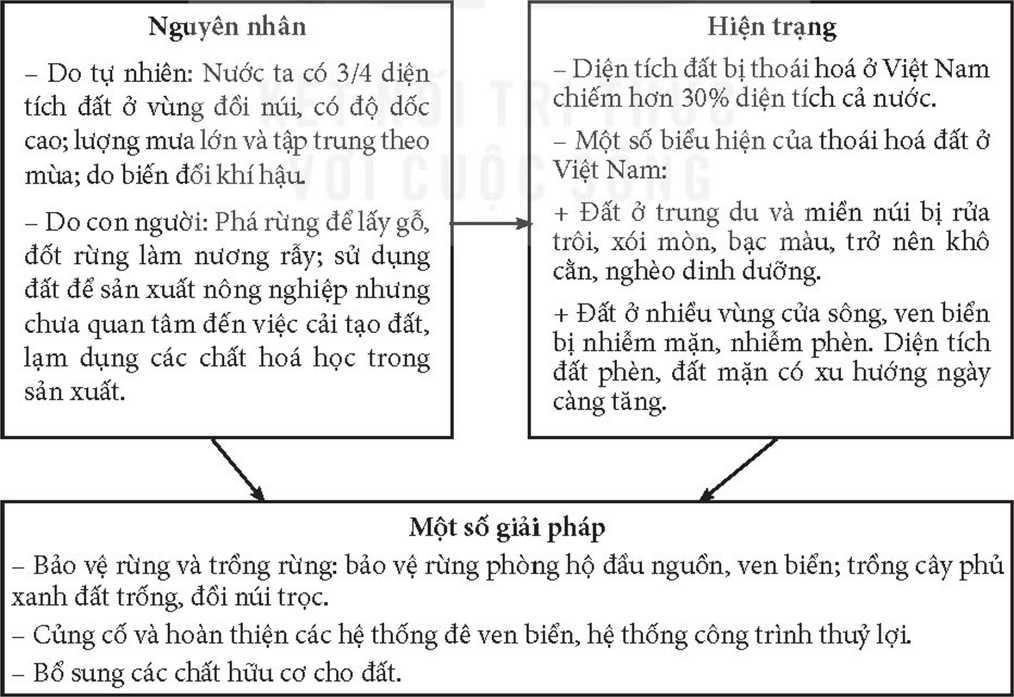 Nguyên nhân
– Do tự nhiên: Nước ta có 3/4 diện
tích đất ở vùng đồi núi, có độ dốc
cao; lượng mưa lớn và tập trung theo
mùa; do biến đổi khí hậu.
– Do con người: Phá rừng để lấy gỗ,
đốt rừng làm nương rẫy; sử dụng
đất để sản xuất nông nghiệp nhưng
chưa quan tâm đến việc cải tạo đất,
lạm dụng các chất hoá học trong
sản xuất.
Hiện trạng
– Diện tích đất bị thoái hoá ở Việt Nam
chiếm hơn 30% diện tích cả nước.
– Một số biểu hiện của thoái hoá đất ở
Việt Nam:
+ Đất ở trung du và miền núi bị rửa
trôi, xói mòn, bạc màu, trở nên khô
cằn, nghèo dinh dưỡng.
+ Đất ở nhiều vùng cửa sông, ven biển
bị nhiễm mặn, nhiễm phèn. Diện tích
đất phèn, đất mặn có xu hướng ngày
càng tăng.
Một số giải pháp
– Bảo vệ rừng và trồng rừng: bảo vệ rừng phòng hộ đầu nguồn, ven biển; trồng cây phủ
xanh đất trống, đồi núi trọc.
– Củng cố và hoàn thiện các hệ thống đê ven biển, hệ thống công trình thuỷ lợi.
– Bổ sung các chất hữu cơ cho đất.
KẾT NỐI TRI THỨC
VỚI CUỘC SỐNG